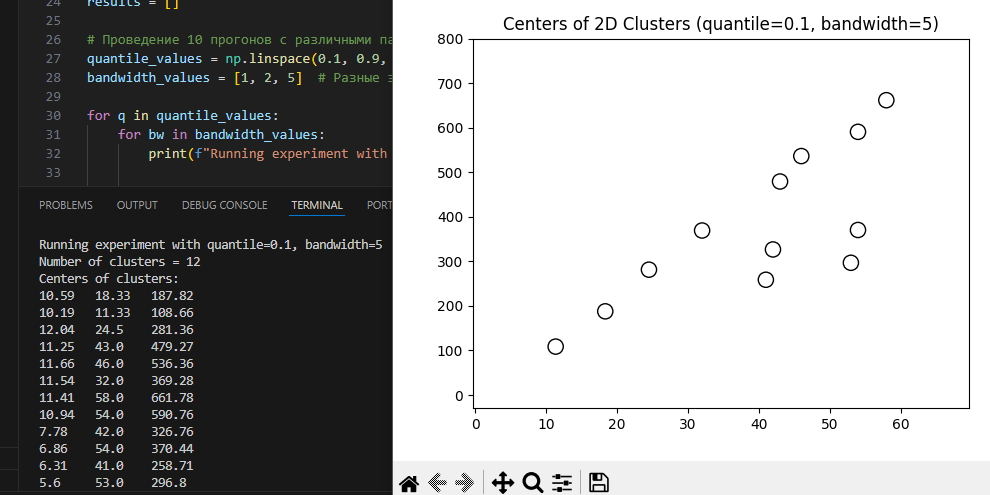 24 results = []
25
26 # Проведение 10 прогонов с различными па
27 quantile_values = np.linspace(0.1, 0.9,
28 bandwidth_values = [1, 2, 5]  # Разные з
29
30 for q in quantile_values:
31     for bw in bandwidth_values:
32         print(f"Running experiment with
33
PROBLEMS OUTPUT DEBUG CONSOLE TERMINAL PORT
Running experiment with quantile=0.1, bandwidth=5
Number of clusters = 12
Centers of clusters:
10.59 18.33 187.82
10.19 11.33 108.66
12.04 24.5 281.36
11.25 43.0 479.27
11.66 46.0 536.36
11.54 32.0 369.28
11.41 58.0 661.78
10.94 54.0 590.76
7.78 42.0 326.76
6.86 54.0 370.44
6.31 41.0 258.71
5.6 53.0 296.8
Centers of 2D Clusters (quantile=0.1, bandwidth=5)
800
700
600
500
400
300
200
100
0
0 10 20 30 40 50 60